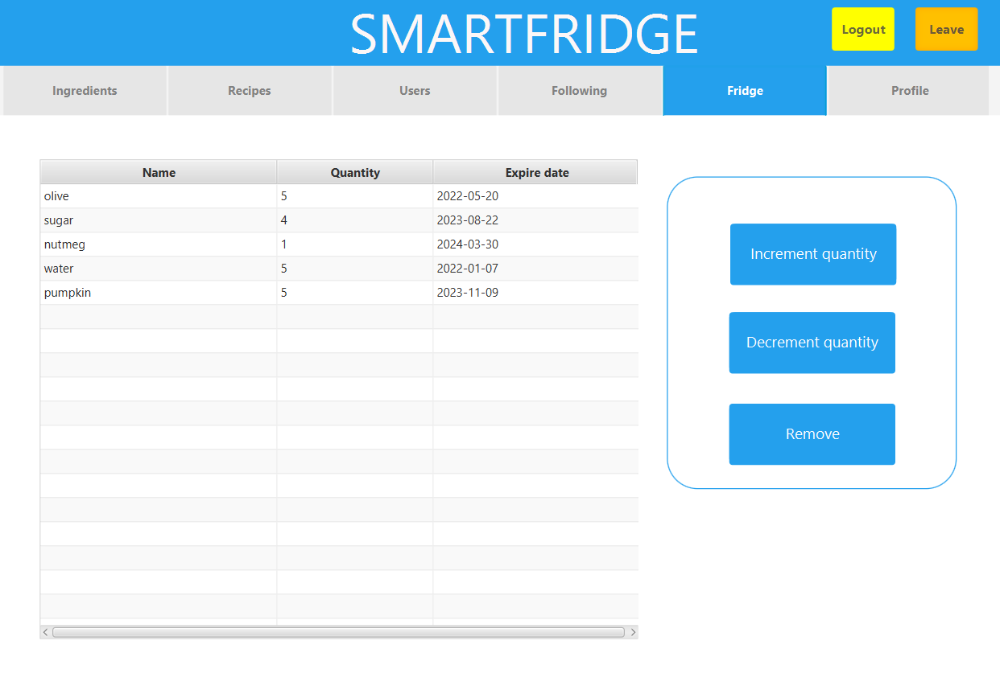 SMARTFRIDGE
Logout
Leave
Ingredients Recipes Users Following Fridge Profile
Name Quantity Expire date
olive 5 2022-05-20
sugar 4 2023-08-22
nutmeg 1 2024-03-30
water 5 2022-01-07
pumpkin 5 2023-11-09
Increment quantity
Decrement quantity
Remove